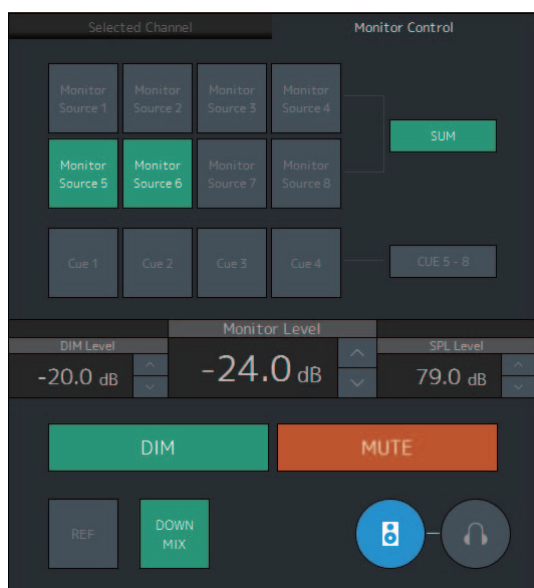 Selected Channel
Monitor Control
Monitor Source 1
Monitor Source 2
Monitor Source 3
Monitor Source 4
SUM
Monitor Source 5
Monitor Source 6
Monitor Source 7
Monitor Source 8
Cue 1
Cue 2
Cue 3
Cue 4
CUE 5 - 8
Monitor Level
DIM Level
SPL Level
-20.0 dB
-24.0 dB
79.0 dB
DIM
MUTE
REF
DOWN MIX